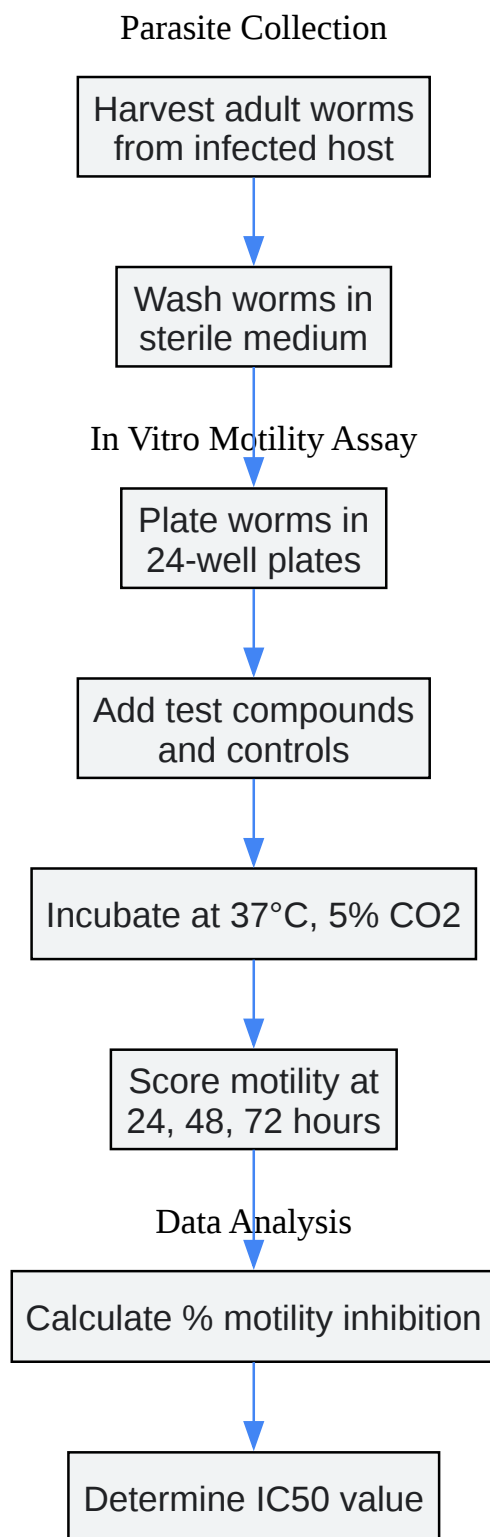 Parasite Collection
Harvest adult worms
from infected host
Wash worms in
sterile medium
In Vitro Motility Assay
Plate worms in
24-well plates
Add test compounds
and controls
Incubate at 37°C, 5% CO2
Score motility at
24, 48, 72 hours
Data Analysis
Calculate % motility inhibition
Determine IC50 value